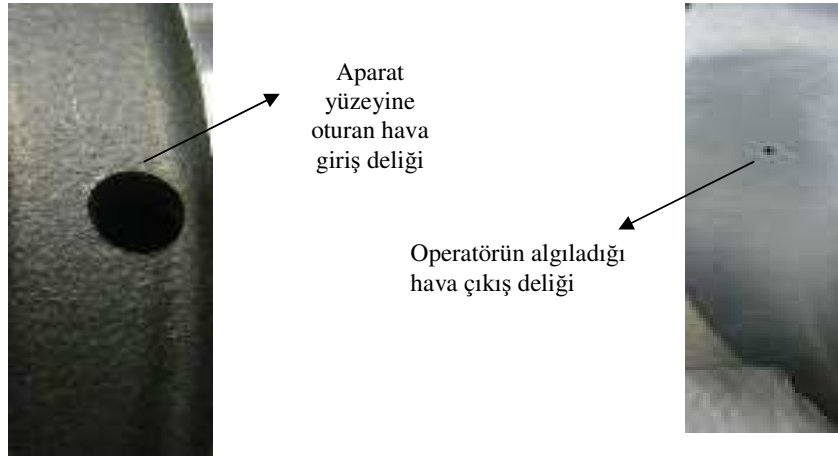 Aparat
yüzeyine
oturan hava
giriş deliği
Operatörün algıladığı
hava çıkış deliği